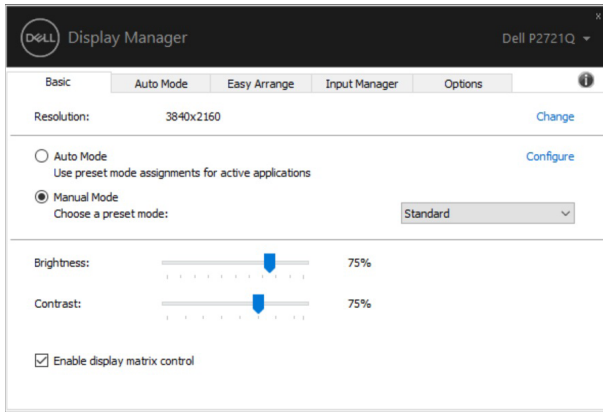 DELL Display Manager
Dell P2721Q
Basic Auto Mode Easy Arrange Input Manager Options
Resolution: 3840x2160 Change
Auto Mode Configure
Use preset mode assignments for active applications
Manual Mode
Choose a preset mode: Standard
Brightness: 75%
Contrast: 75%
Enable display matrix control